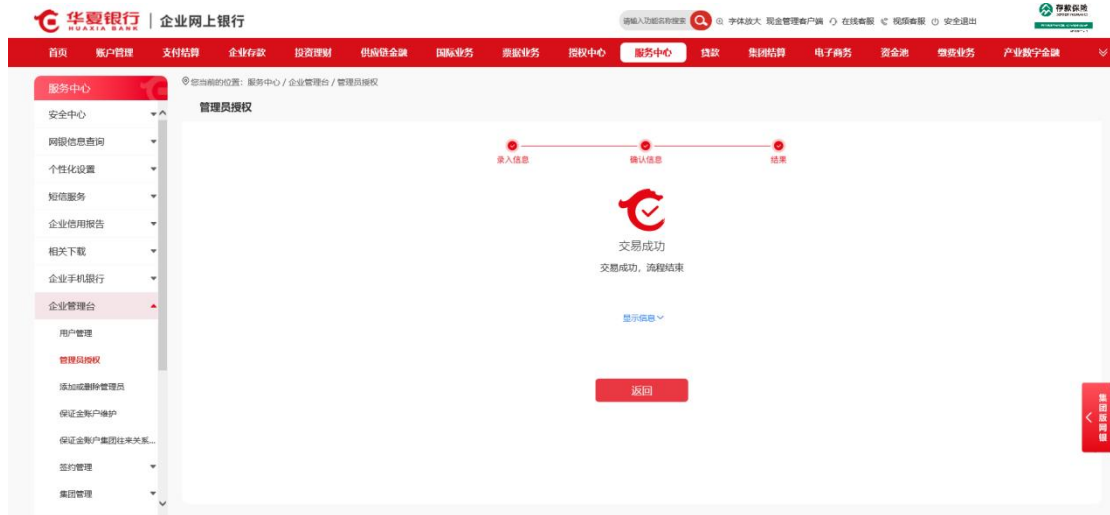 华夏银行 企业网上银行
HUAXIA BANK
请输入功能名称搜索 字体放大 现金管理客户端 在线客服 视频客服 安全退出
存款保险
首页 账户管理 支付结算 企业存款 投资理财 供应链金融 国际业务 票据业务 授权中心 服务中心 贷款 集团结算 电子商务 资金池 缴费业务 产业数字金融
服务中心
您当前的位置：服务中心 / 企业管理台 / 管理员授权
管理员授权
安全中心
网银信息查询
个性化设置
短信服务
企业信用报告
相关下载
企业手机银行
企业管理台
用户管理
管理员授权
添加或删除管理员
保证金账户维护
保证金账户集团往来关系...
签约管理
集团管理
录入信息 确认信息 结果
交易成功
交易成功，流程结束
显示信息
返回
集团版网银